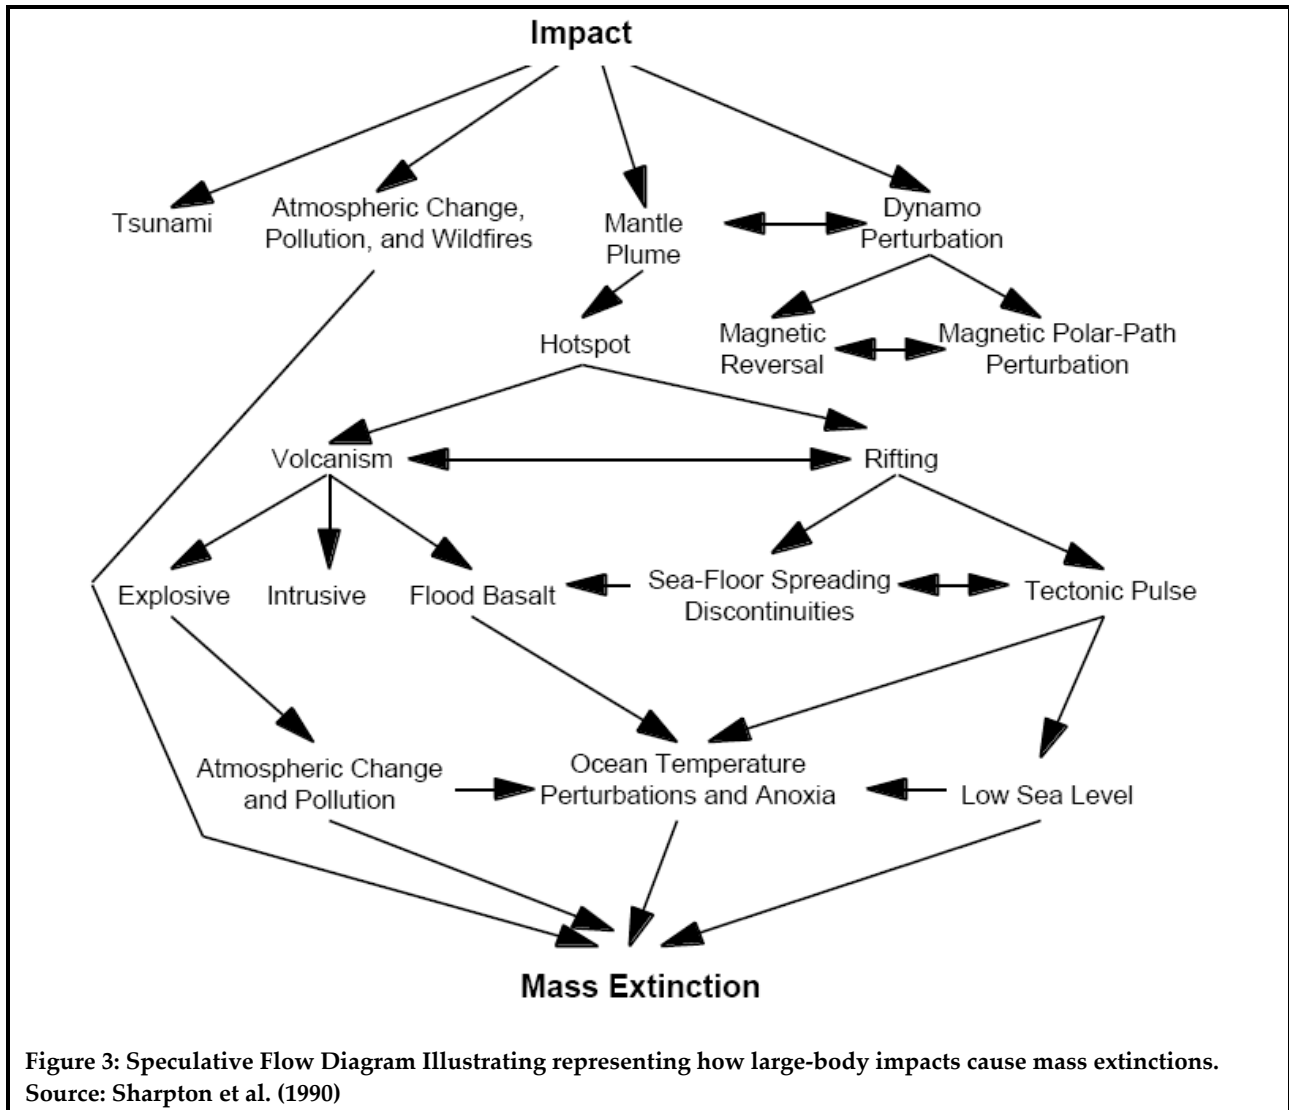 Impact
Tsunami
Atmospheric Change,
Pollution, and Wildfires
Mantle
Plume
Dynamo
Perturbation
Hotspot
Magnetic
Reversal
Magnetic Polar-Path
Perturbation
Volcanism
Rifting
Explosive
Intrusive
Flood Basalt
Sea-Floor Spreading
Discontinuities
Tectonic Pulse
Atmospheric Change
and Pollution
Ocean Temperature
Perturbations and Anoxia
Low Sea Level
Mass Extinction
Figure 3: Speculative Flow Diagram Illustrating representing how large-body impacts cause mass extinctions.
Source: Sharpton et al. (1990)